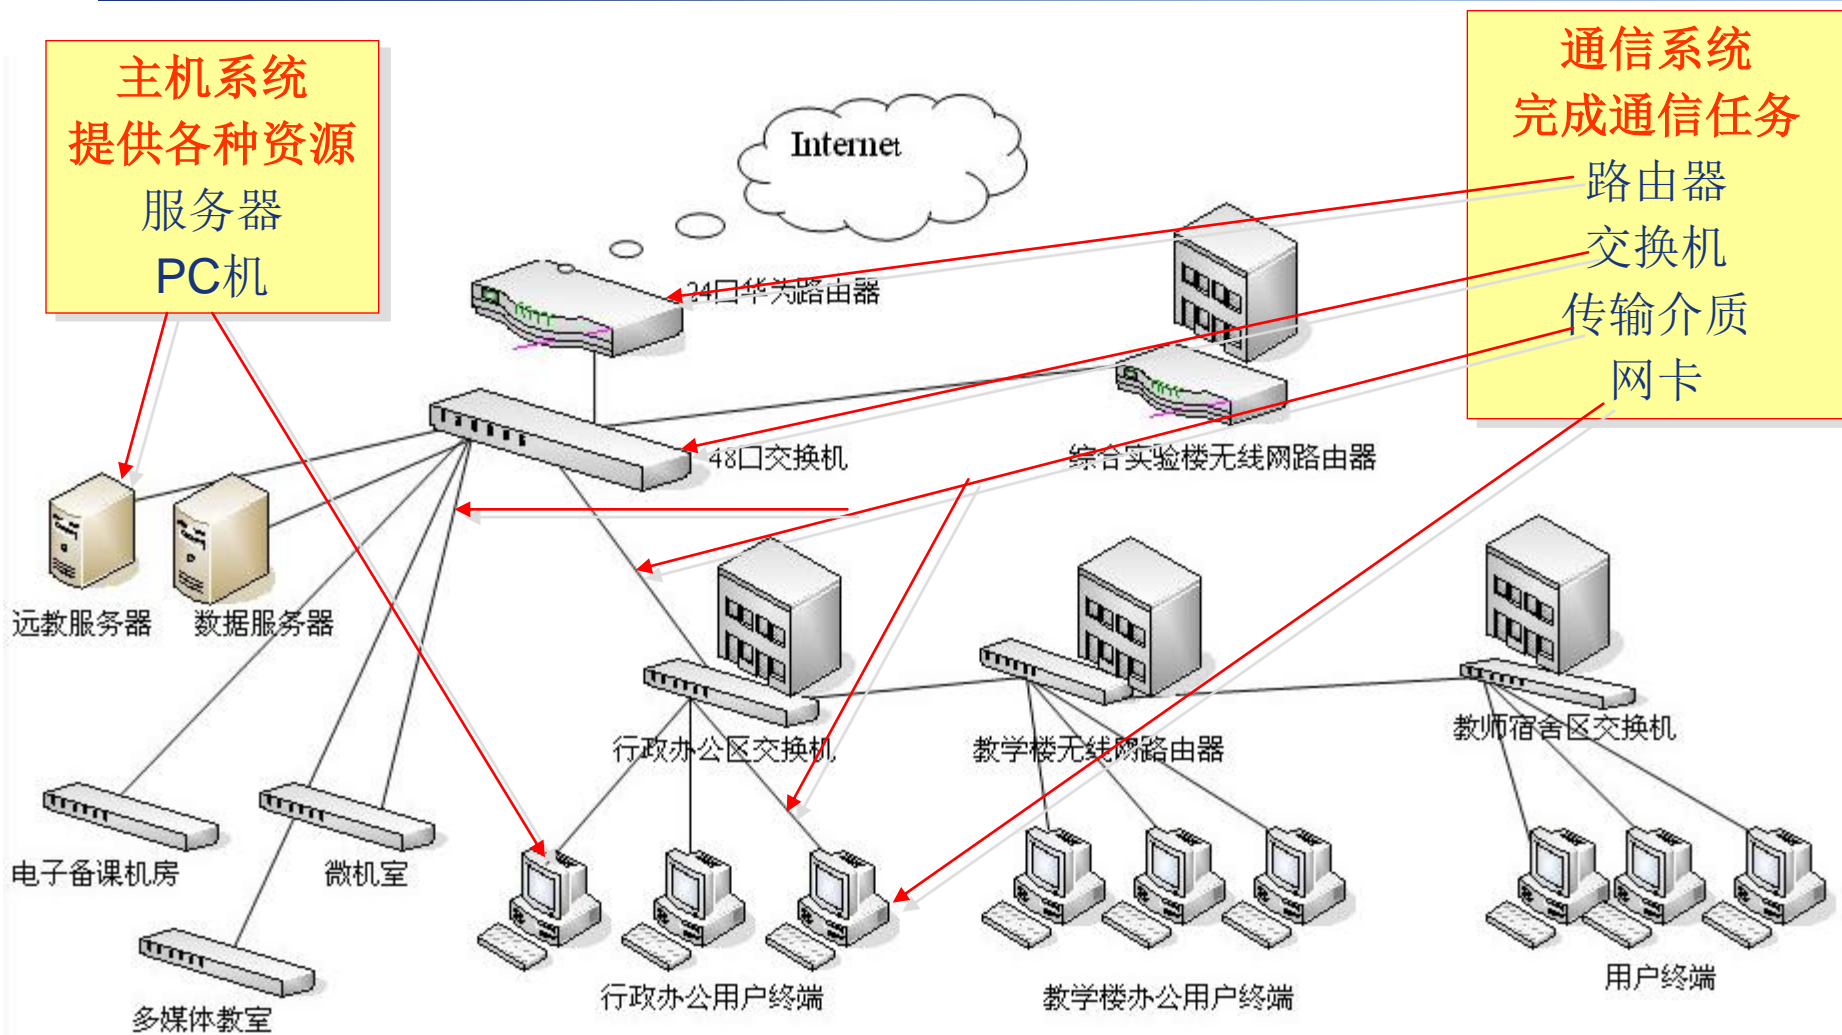 主机系统
提供各种资源
服务器
PC机
通信系统
完成通信任务
路由器
交换机
传输介质
网卡
Internet
24口华为路由器
48口交换机
综合实验楼无线网路由器
远教服务器
数据服务器
行政办公区交换机
教学楼无线网路由器
教师宿舍区交换机
电子备课机房
微机室
多媒体教室
行政办公用户终端
教学楼办公用户终端
用户终端